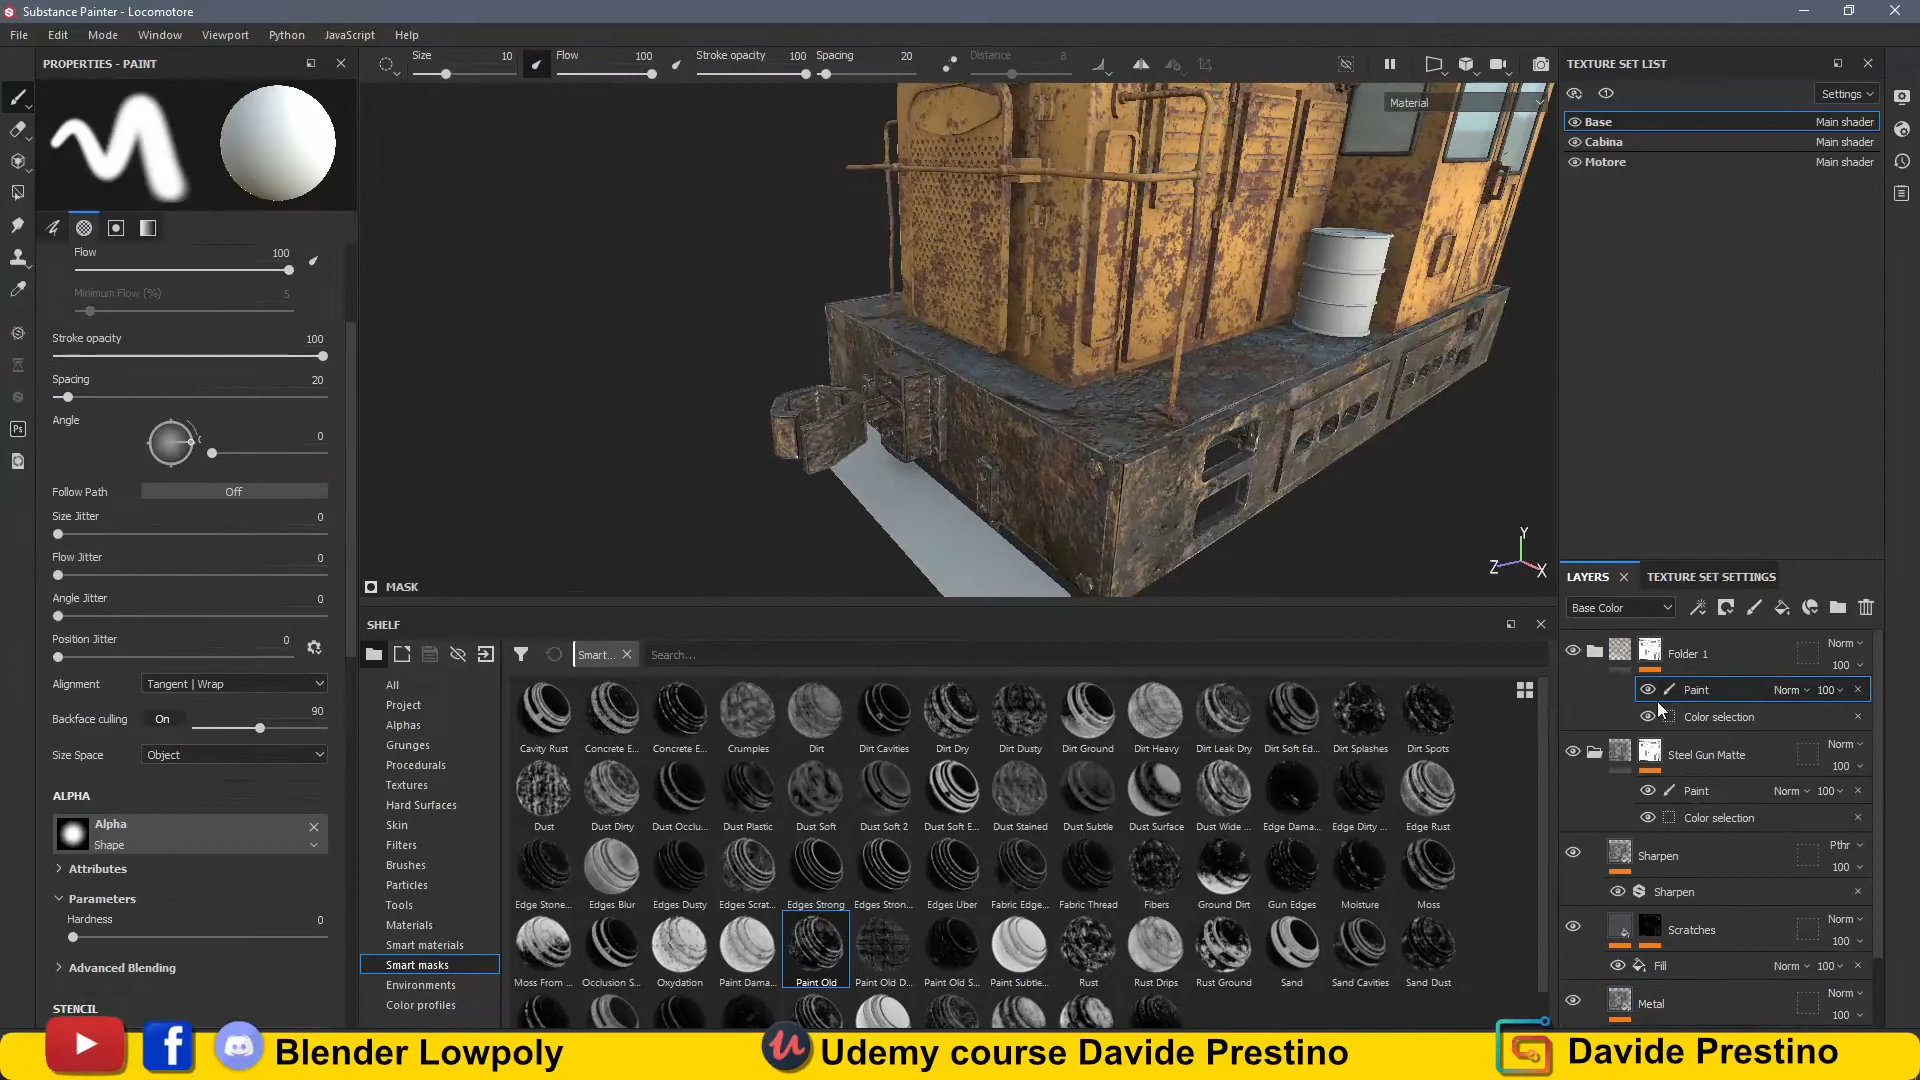 Substance Painter - Locomotore
File Edit Mode Window Viewport Python JavaScript Help
PROPERTIES - PAINT
Size 10 Flow 100 Stroke opacity 100 Spacing 20 Distance 8
Flow 100
Minimum Flow (%) 5
Stroke opacity 100
Spacing 20
Angle
0
Follow Path Off
Size Jitter 0
Flow Jitter 0
Angle Jitter 0
Position Jitter 0
Alignment Tangent | Wrap
Backface culling On 90
Size Space Object
ALPHA
Alpha
Shape
Attributes
Parameters
Hardness 0
Advanced Blending
STENCIL
Material
Y
Z X
MASK
SHELF
Smart... Search...
All
Project
Alphas
Grunges
Procedurals
Textures
Hard Surfaces
Skin
Filters
Brushes
Particles
Tools
Materials
Smart materials
Smart masks
Environments
Color profiles
Cavity Rust Concrete E... Concrete E... Crumples Dirt Dirt Cavities Dirt Dry Dirt Dusty Dirt Ground Dirt Heavy Dirt Leak Dry Dirt Soft Ed... Dirt Splashes Dirt Spots
Dust Dust Dirty Dust Occlu... Dust Plastic Dust Soft Dust Soft 2 Dust Soft E... Dust Stained Dust Subtle Dust Surface Dust Wide ... Edge Dama... Edge Dirty ... Edge Rust
Edge Stone... Edges Blur Edges Dusty Edges Scrat... Edges Strong Edges Stron... Edges Uber Fabric Edge... Fabric Thread Fibers Ground Dirt Gun Edges Moisture Moss
Moss From ... Occlusion S... Oxydation Paint Dama... Paint Old Paint Old D... Paint Old S... Paint Subtle... Rust Rust Drips Rust Ground Sand Sand Cavities Sand Dust
TEXTURE SET LIST
Settings
Base Main shader
Cabina Main shader
Motore Main shader
LAYERS TEXTURE SET SETTINGS
Base Color
Folder 1 Norm 100
Paint Norm 100
Color selection
Steel Gun Matte Norm 100
Paint Norm 100
Color selection
Sharpen Pthr 100
Sharpen
Scratches Norm 100
Fill Norm 100
Metal Norm 100
Blender Lowpoly Udemy course Davide Prestino Davide Prestino